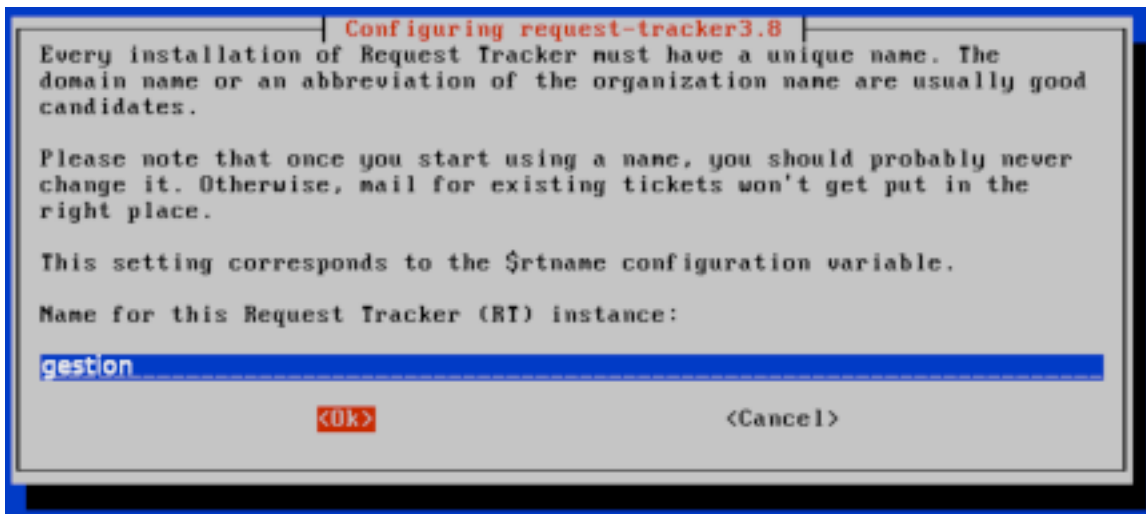 Configuring request-tracker3.8
Every installation of Request Tracker must have a unique name. The
domain name or an abbreviation of the organization name are usually good
candidates.
Please note that once you start using a name, you should probably never
change it. Otherwise, mail for existing tickets won't get put in the
right place.
This setting corresponds to the $rtname configuration variable.
Name for this Request Tracker (RT) instance:
gestion
<Ok> <Cancel>